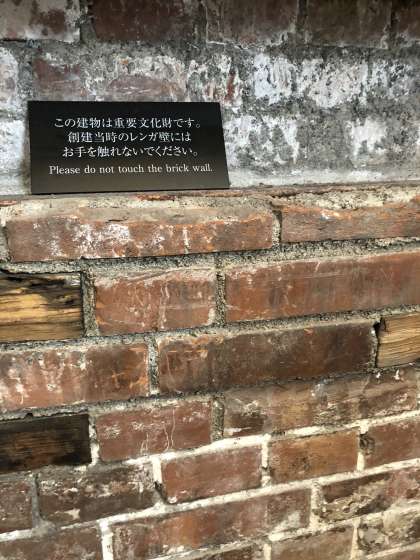 この建物は重要文化財です。
創建当時のレンガ壁には
お手を触れないでください。
Please do not touch the brick wall.